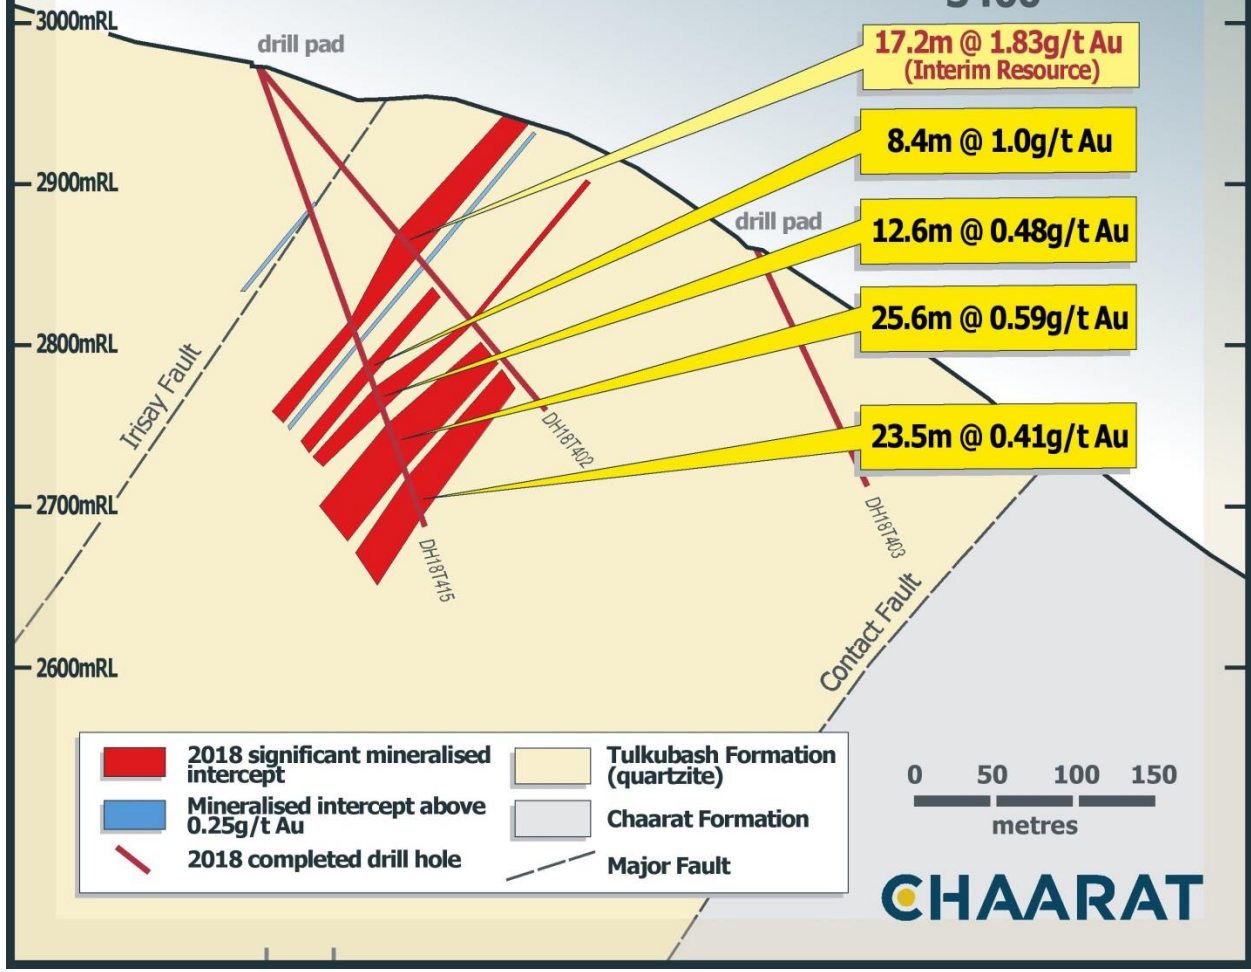 3000mRL
drill pad
17.2m @ 1.83g/t Au
(Interim Resource)
8.4m @ 1.0g/t Au
2900mRL
drill pad
12.6m @ 0.48g/t Au
25.6m @ 0.59g/t Au
2800mRL
Irisay Fault
23.5m @ 0.41g/t Au
DH18T402
2700mRL
DH18T403
DH18T415
Contact Fault
2600mRL
2018 significant mineralised
intercept
Mineralised intercept above
0.25g/t Au
2018 completed drill hole
Tulkubash Formation
(quartzite)
Chaarat Formation
Major Fault
0 50 100 150
metres
CHAARAT